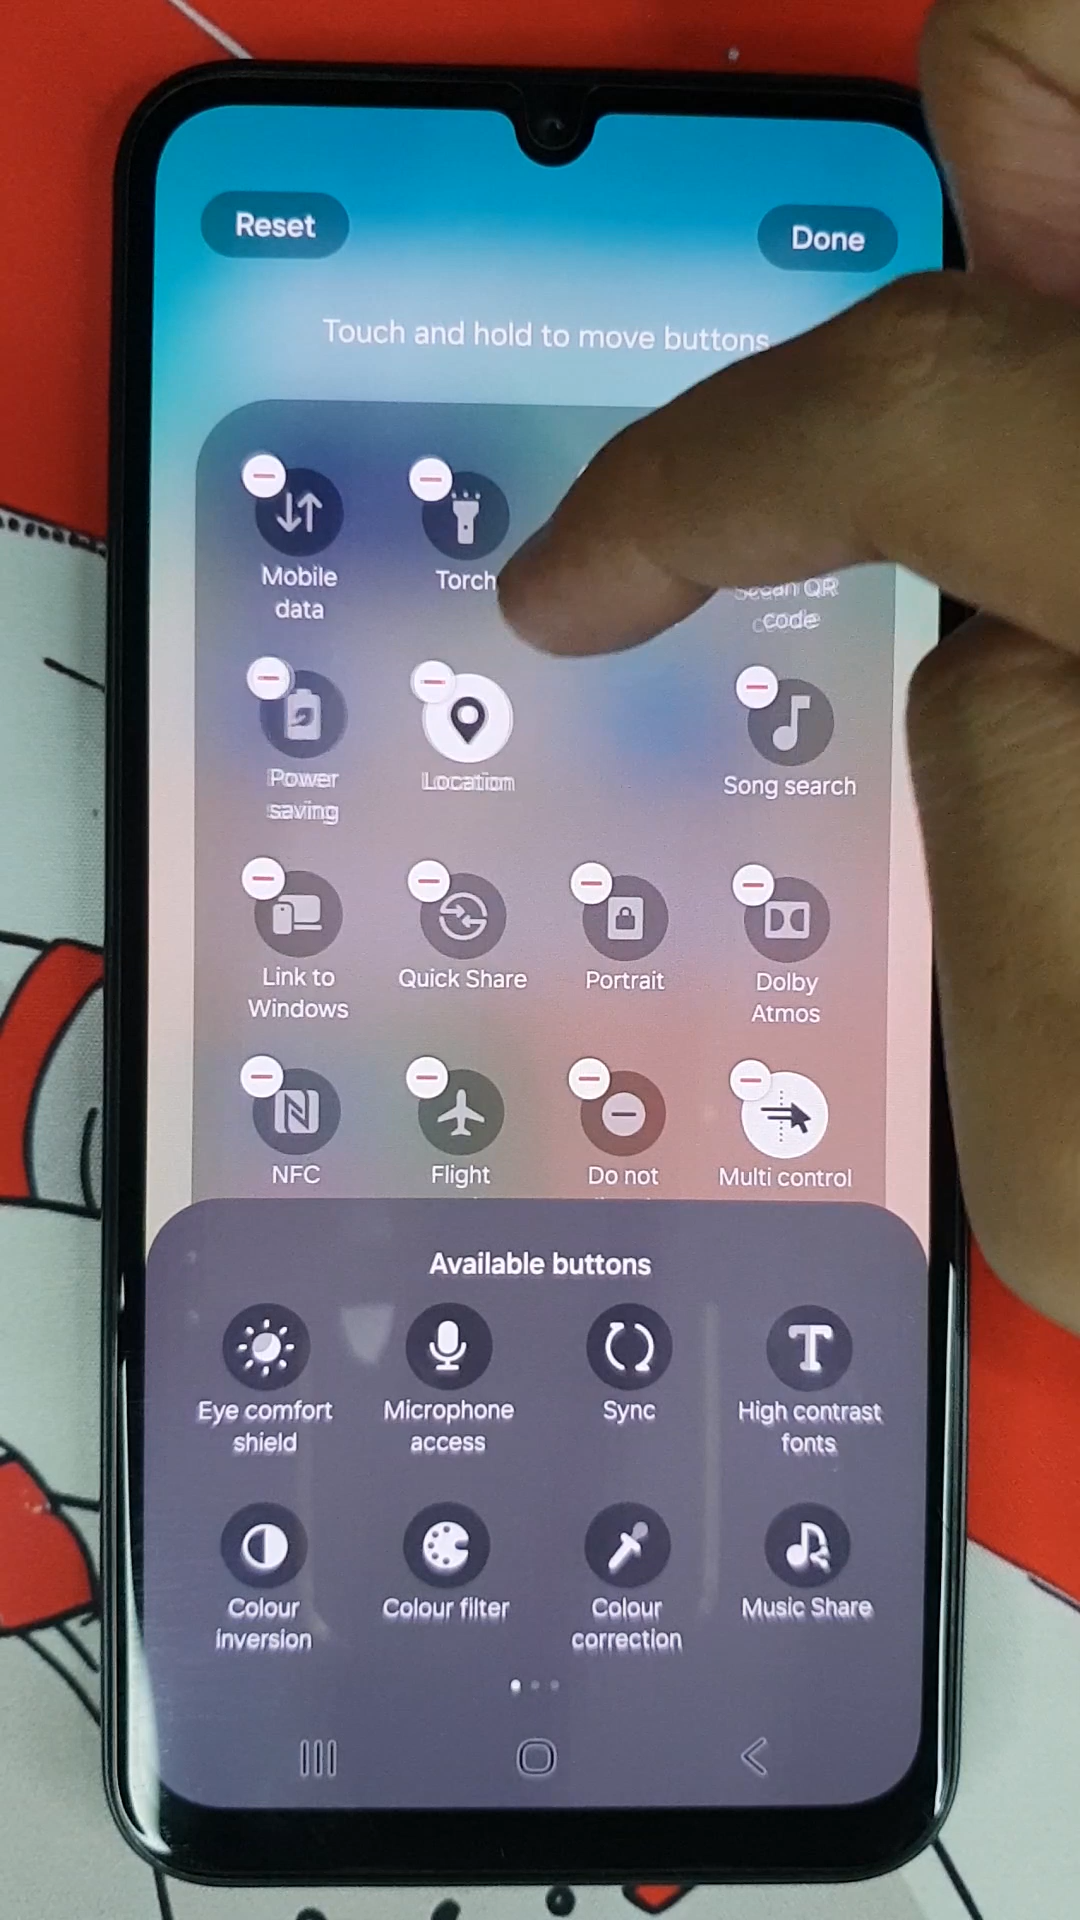 Reset
Done
Touch and hold to move buttons
Mobile
data
Torch
Scan QR
code
Power
saving
Location
Song search
Link to
Windows
Quick Share
Portrait
Dolby
Atmos
NFC
Flight
Do not
Multi control
Available buttons
Eye comfort
shield
Microphone
access
Sync
High contrast
fonts
Colour
inversion
Colour filter
Colour
correction
Music Share